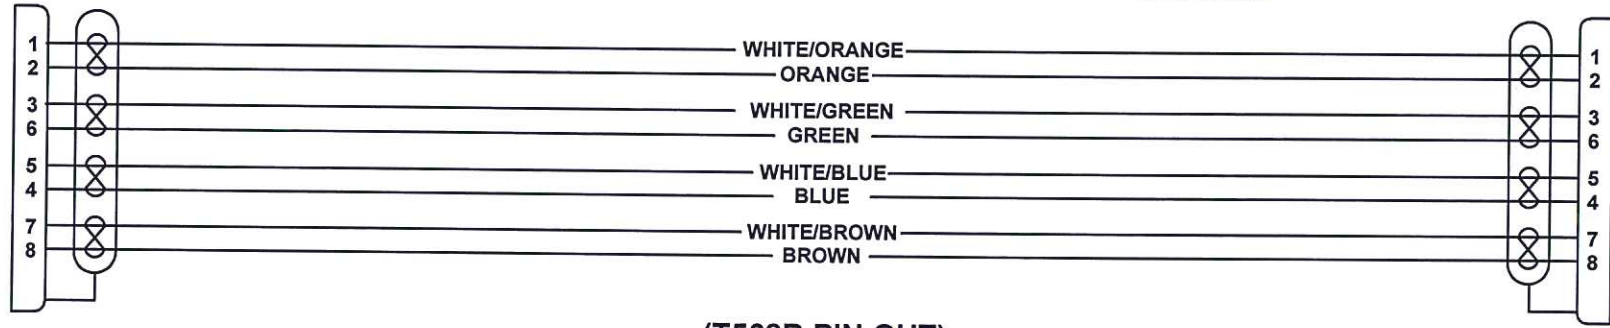 1 WHITE/ORANGE 1
2 ORANGE 2
3 WHITE/GREEN 3
6 GREEN 6
5 WHITE/BLUE 5
4 BLUE 4
7 WHITE/BROWN 7
8 BROWN 8